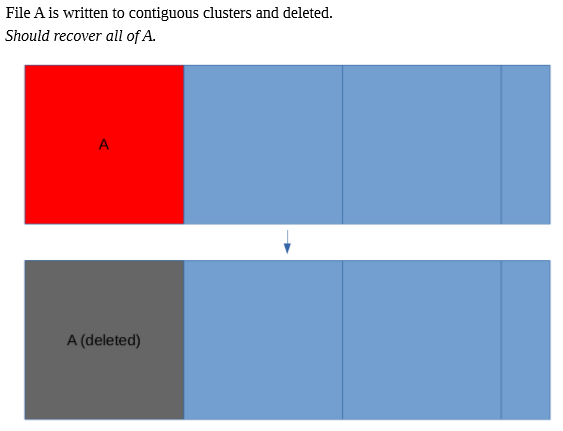 File A is written to contiguous clusters and deleted.
Should recover all of A.
A
A (deleted)